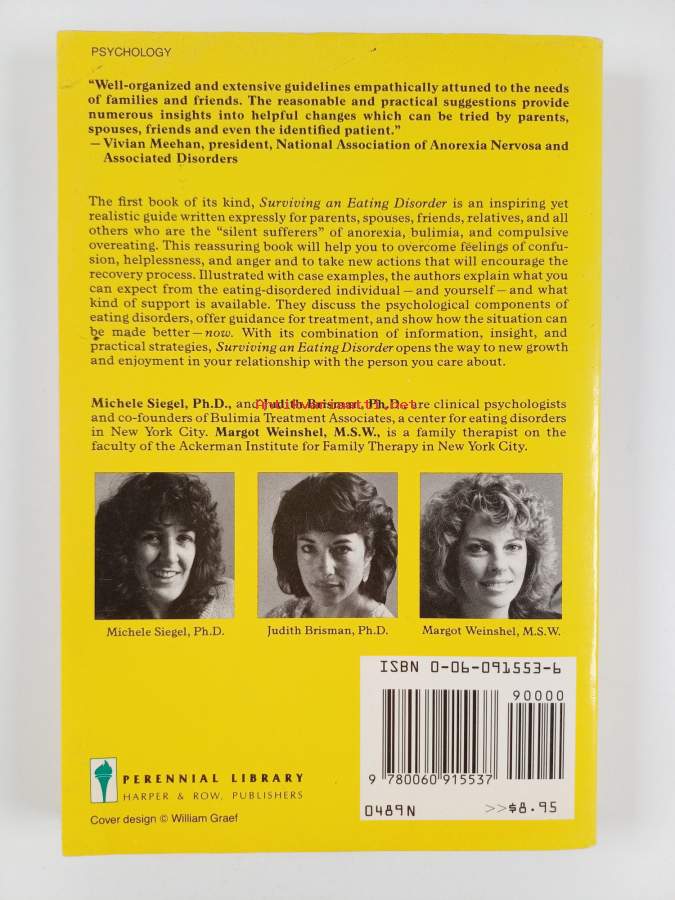 PSYCHOLOGY
“Well-organized and extensive guidelines empathically attuned to the needs
of families and friends. The reasonable and practical suggestions provide
numerous insights into helpful changes which can be tried by parents,
spouses, friends and even the identified patient.”
— Vivian Meehan, president, National Association of Anorexia Nervosa and
Associated Disorders
The first book of its kind, Surviving an Eating Disorder is an inspiring yet
realistic guide written expressly for parents, spouses, friends, relatives, and all
others who are the “silent sufferers” of anorexia, bulimia, and compulsive
overeating. This reassuring book will help you to overcome feelings of confu-
sion, helplessness, and anger and to take new actions that will encourage the
recovery process. Illustrated with case examples, the authors explain what you
can expect from the eating-disordered individual — and yourself — and what
kind of support is available. They discuss the psychological components of
eating disorders, offer guidance for treatment, and show how the situation can
be made better — now. With its combination of information, insight, and
practical strategies, Surviving an Eating Disorder opens the way to new growth
and enjoyment in your relationship with the person you care about.
Michele Siegel, Ph.D., and Judith Brisman, Ph.D., are clinical psychologists
and co-founders of Bulimia Treatment Associates, a center for eating disorders
in New York City. Margot Weinshel, M.S.W., is a family therapist on the
faculty of the Ackerman Institute for Family Therapy in New York City.
Michele Siegel, Ph.D.
Judith Brisman, Ph.D.
Margot Weinshel, M.S.W.
ISBN 0-06-091553-6
90000
9 780060 915537
0489N >>$8.95
PERENNIAL LIBRARY
HARPER & ROW, PUBLISHERS
Cover design © William Graef